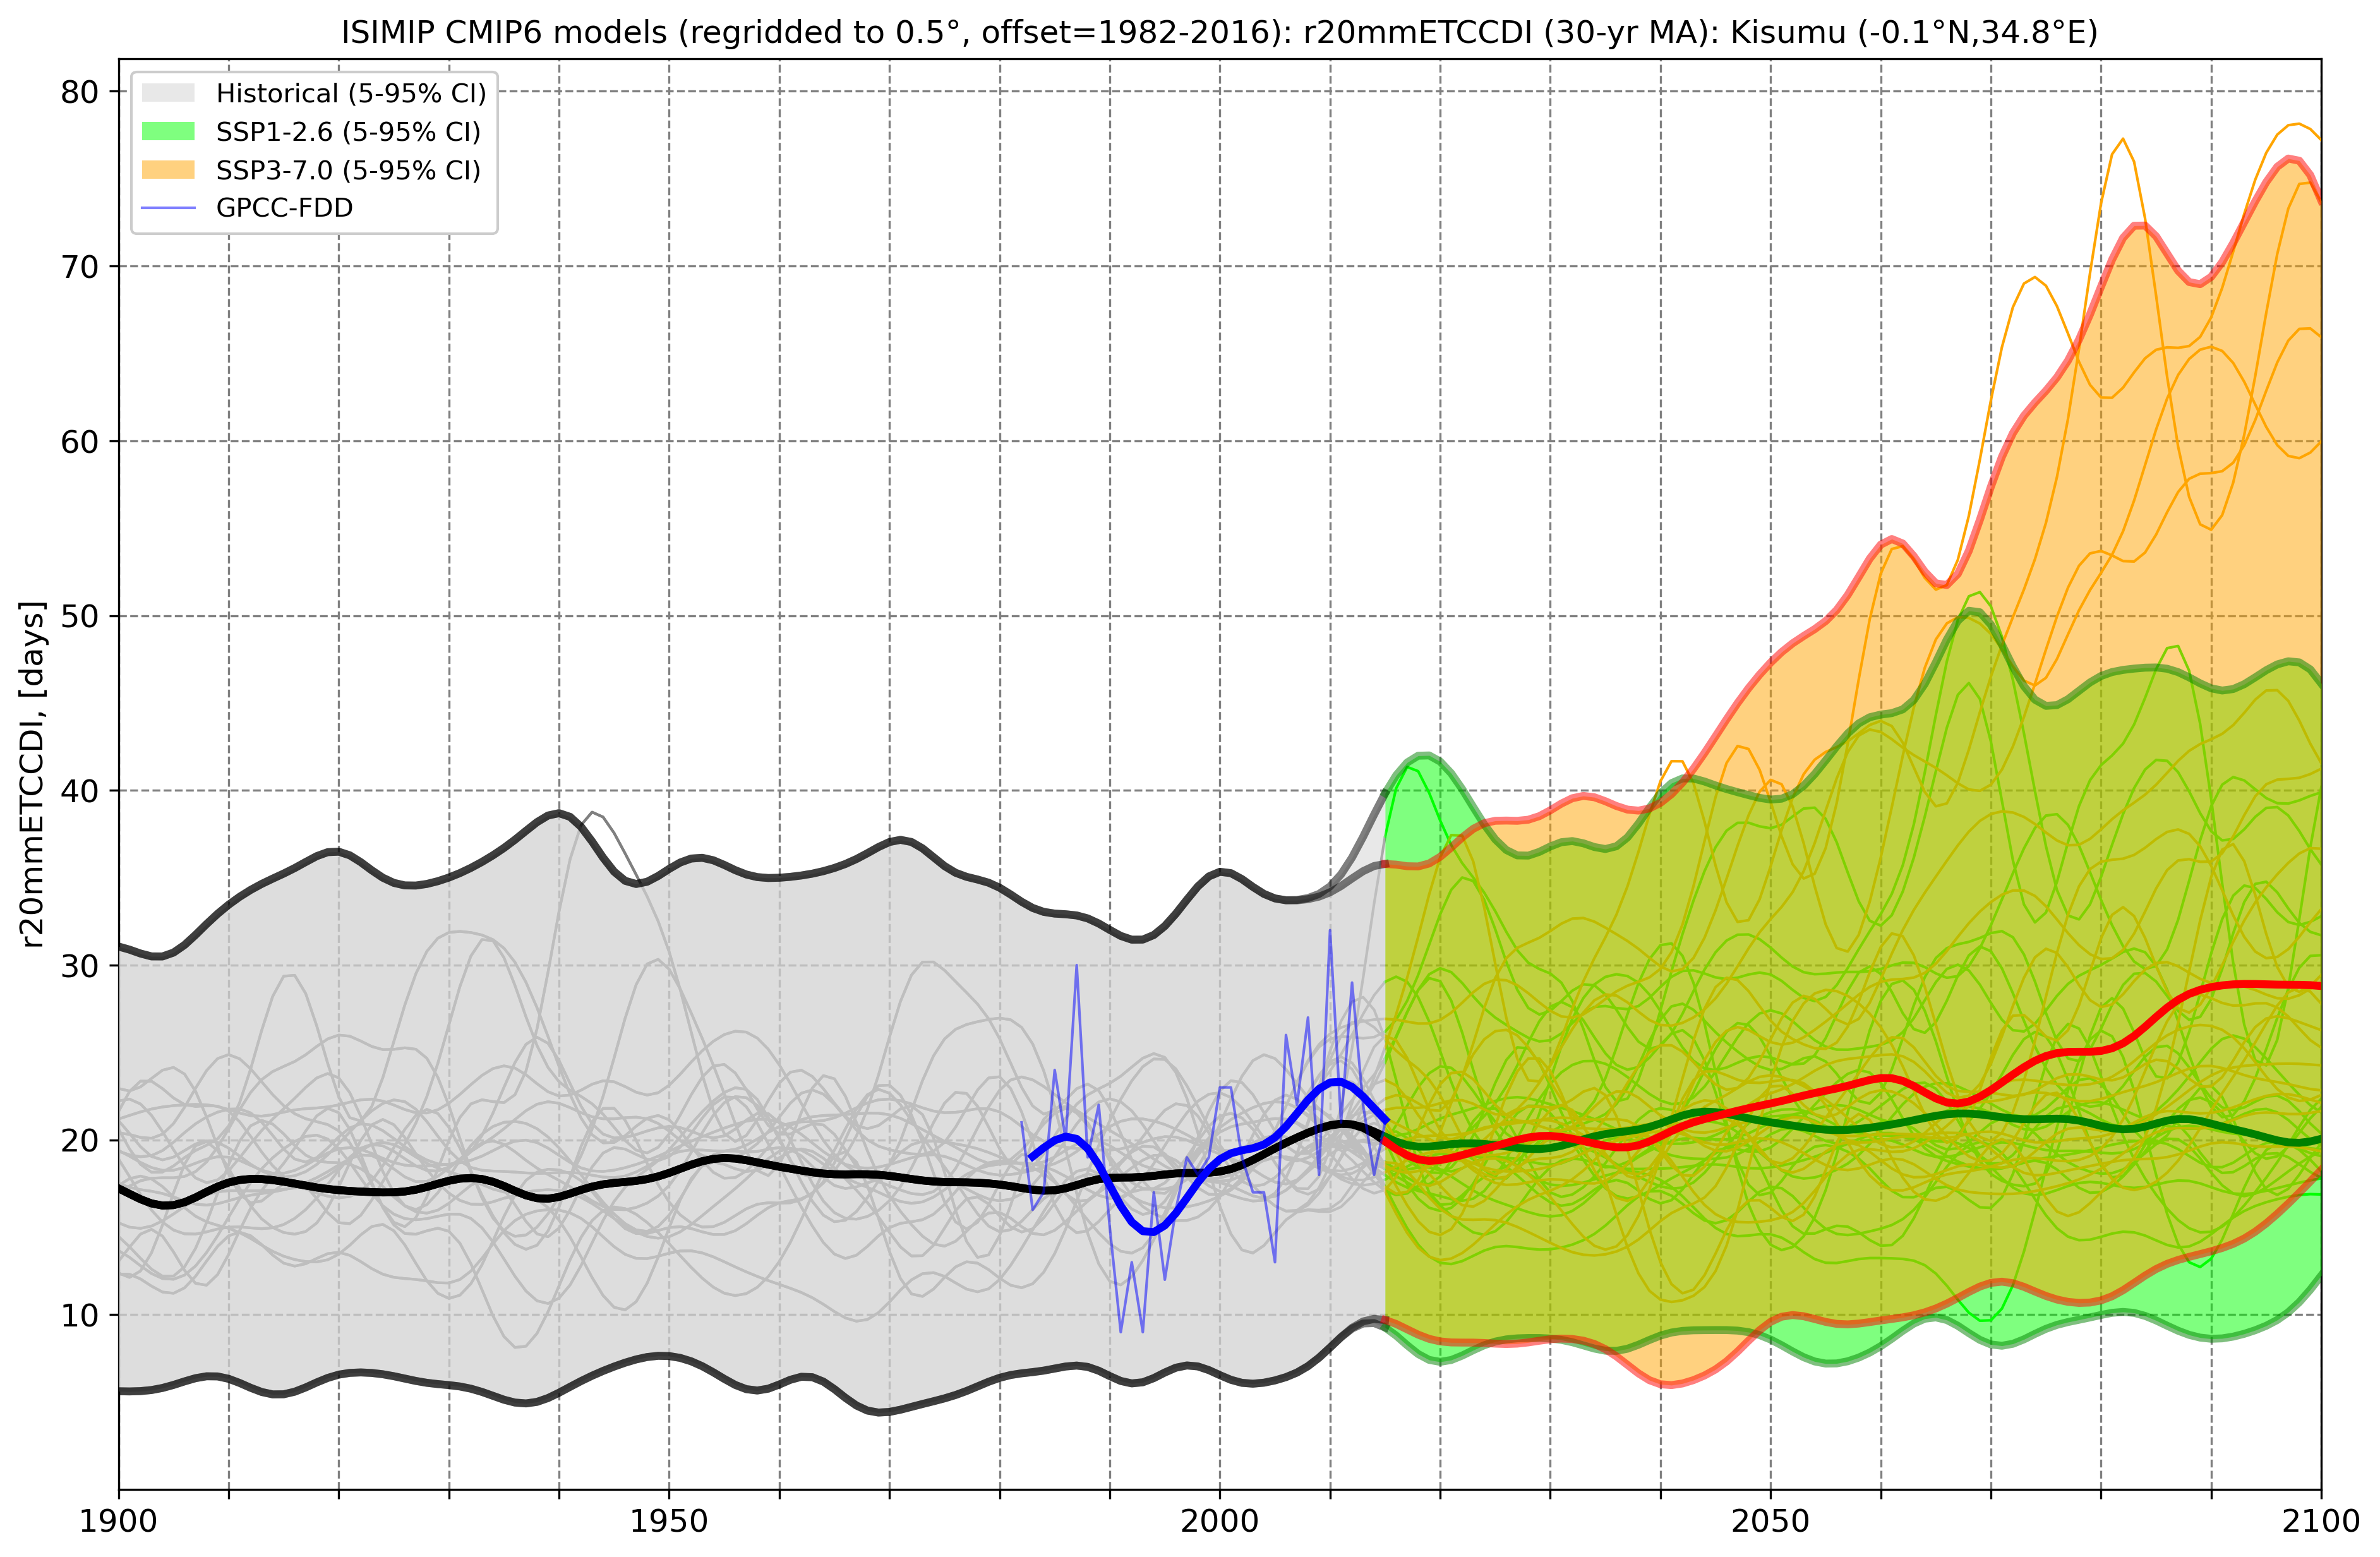 ISIMIP CMIP6 models (regridded to 0.5°, offset=1982-2016): r20mmETCCDI (30-yr MA): Kisumu (-0.1°N,34.8°E)
Historical (5-95% CI)
SSP1-2.6 (5-95% CI)
SSP3-7.0 (5-95% CI)
GPCC-FDD
r20mmETCCDI, [days]
80
70
60
50
40
30
20
10
1900
1950
2000
2050
2100